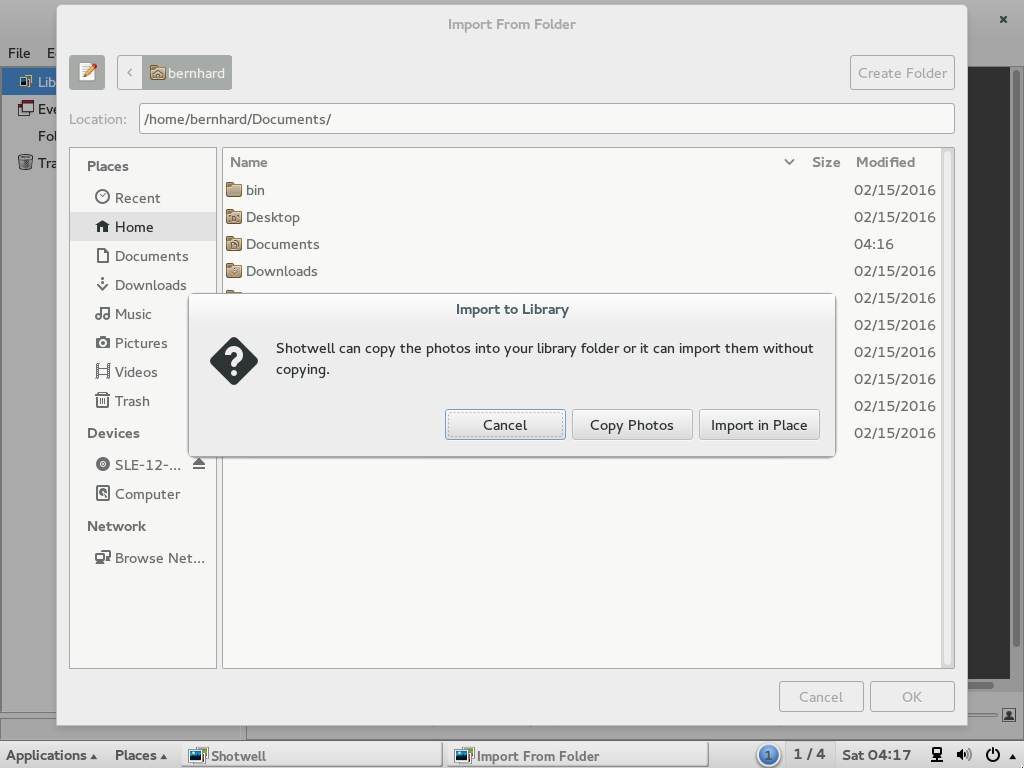 Import From Folder
File
bernhard
Create Folder
Location: /home/bernhard/Documents/
Places
Recent
Home
Documents
Downloads
Music
Pictures
Videos
Trash
Devices
SLE-12-...
Computer
Network
Browse Net...
Name Size Modified
bin 02/15/2016
Desktop 02/15/2016
Documents 04:16
Downloads 02/15/2016
02/15/2016
02/15/2016
02/15/2016
02/15/2016
02/15/2016
02/15/2016
Import to Library
Shotwell can copy the photos into your library folder or it can import them without
copying.
Cancel Copy Photos Import in Place
Cancel OK
Applications Places Shotwell Import From Folder 1 1 / 4 Sat 04:17